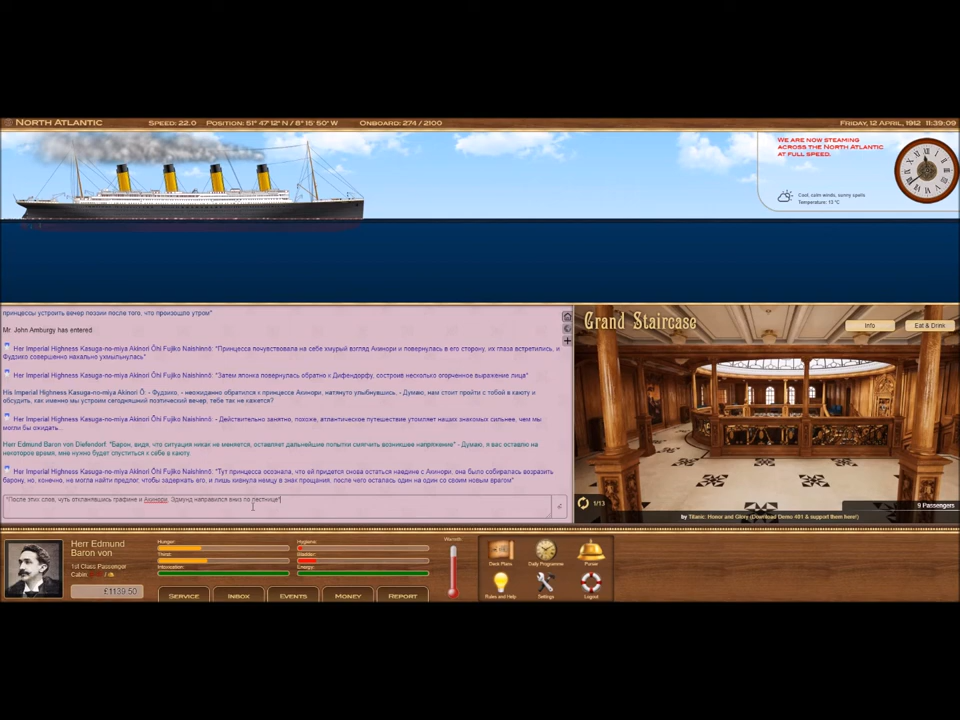 NORTH ATLANTIC SPEED: 22.0 POSITION: 51° 47' 12" N / 8° 15' 50" W ONBOARD: 274 / 2100 FRIDAY, 12 APRIL, 1912 11:39:09
WE ARE NOW STEAMING
ACROSS THE NORTH ATLANTIC
AT FULL SPEED.
Cool, calm winds, sunny spells
Temperature: 13 °C
принцессы устроить вечер поэзии после того, что произошло утром"
Mr John Amburgy has entered
Her Imperial Highness Kasuga-no-miya Akinori Ōhi Fujiko Naishinnō: "Принцесса почувствовала на себе хмурый взгляд Акинори и повернулась в его сторону, их глаза встретились, и
Фудзико совершенно нахально ухмыльнулась"
Her Imperial Highness Kasuga-no-miya Akinori Ōhi Fujiko Naishinnō: "Затем японка повернулась обратно к Дифендорфу, состроив несколько огорченное выражение лица"
His Imperial Highness Kasuga-no-miya Akinori Ō: - Фудзико, - неожиданно обратился к принцессе Акинори, натянуто улыбнувшись. - Думаю, нам стоит пройти с тобой в каюту и
обсудить, как именно мы устроим сегодняшний поэтический вечер, тебе так не кажется?
Her Imperial Highness Kasuga-no-miya Akinori Ōhi Fujiko Naishinnō: - Действительно занятно, похоже, атлантическое путешествие утомляет наших знакомых сильнее, чем мы
могли бы ожидать...
Herr Edmund Baron von Diefendorf: "Барон, видя, что ситуация никак не меняется, оставляет дальнейшие попытки смягчить возникшее напряжение" - Думаю, я вас оставлю на
некоторое время, мне нужно будет спуститься к себе в каюту.
Her Imperial Highness Kasuga-no-miya Akinori Ōhi Fujiko Naishinnō: "Тут принцесса осознала, что ей придется снова остаться наедине с Акинори, она было собиралась возразить
барону, но, конечно, на могла найти предлог, чтобы задержать его, и лишь кивнула немцу в знак прощания, после чего осталась один на один со своим новым врагом"
"После этих слов, чуть откланявшись графине и Акинори, Эдмунд направился вниз по лестнице"
Grand Staircase
Info
Eat & Drink
1/13
9 Passengers
by Titanic: Honor and Glory (Download Demo 401 & support them here!)
Herr Edmund
Baron von
1st Class Passenger
Cabin:
£1139.50
Hunger:
Thirst:
Intoxication:
Hygiene:
Bladder:
Energy:
Warmth:
SERVICE
INBOX
EVENTS
MONEY
REPORT
Deck Plans
Daily Programme
Purser
Rules and Help
Settings
Logout